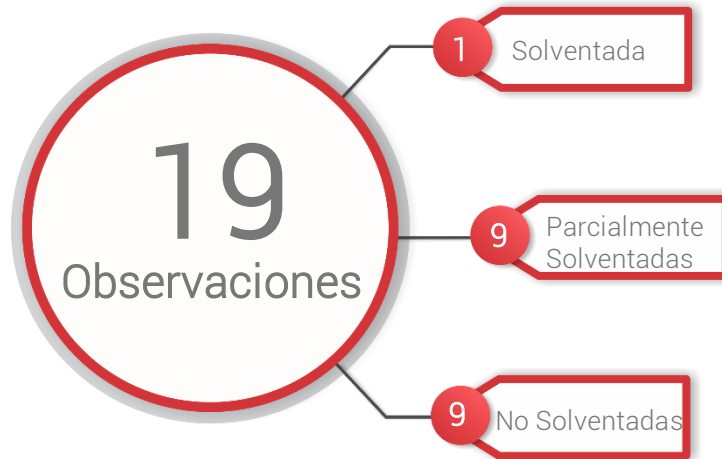 19
Observaciones
1
Solventada
9
Parcialmente
Solventadas
9
No Solventadas